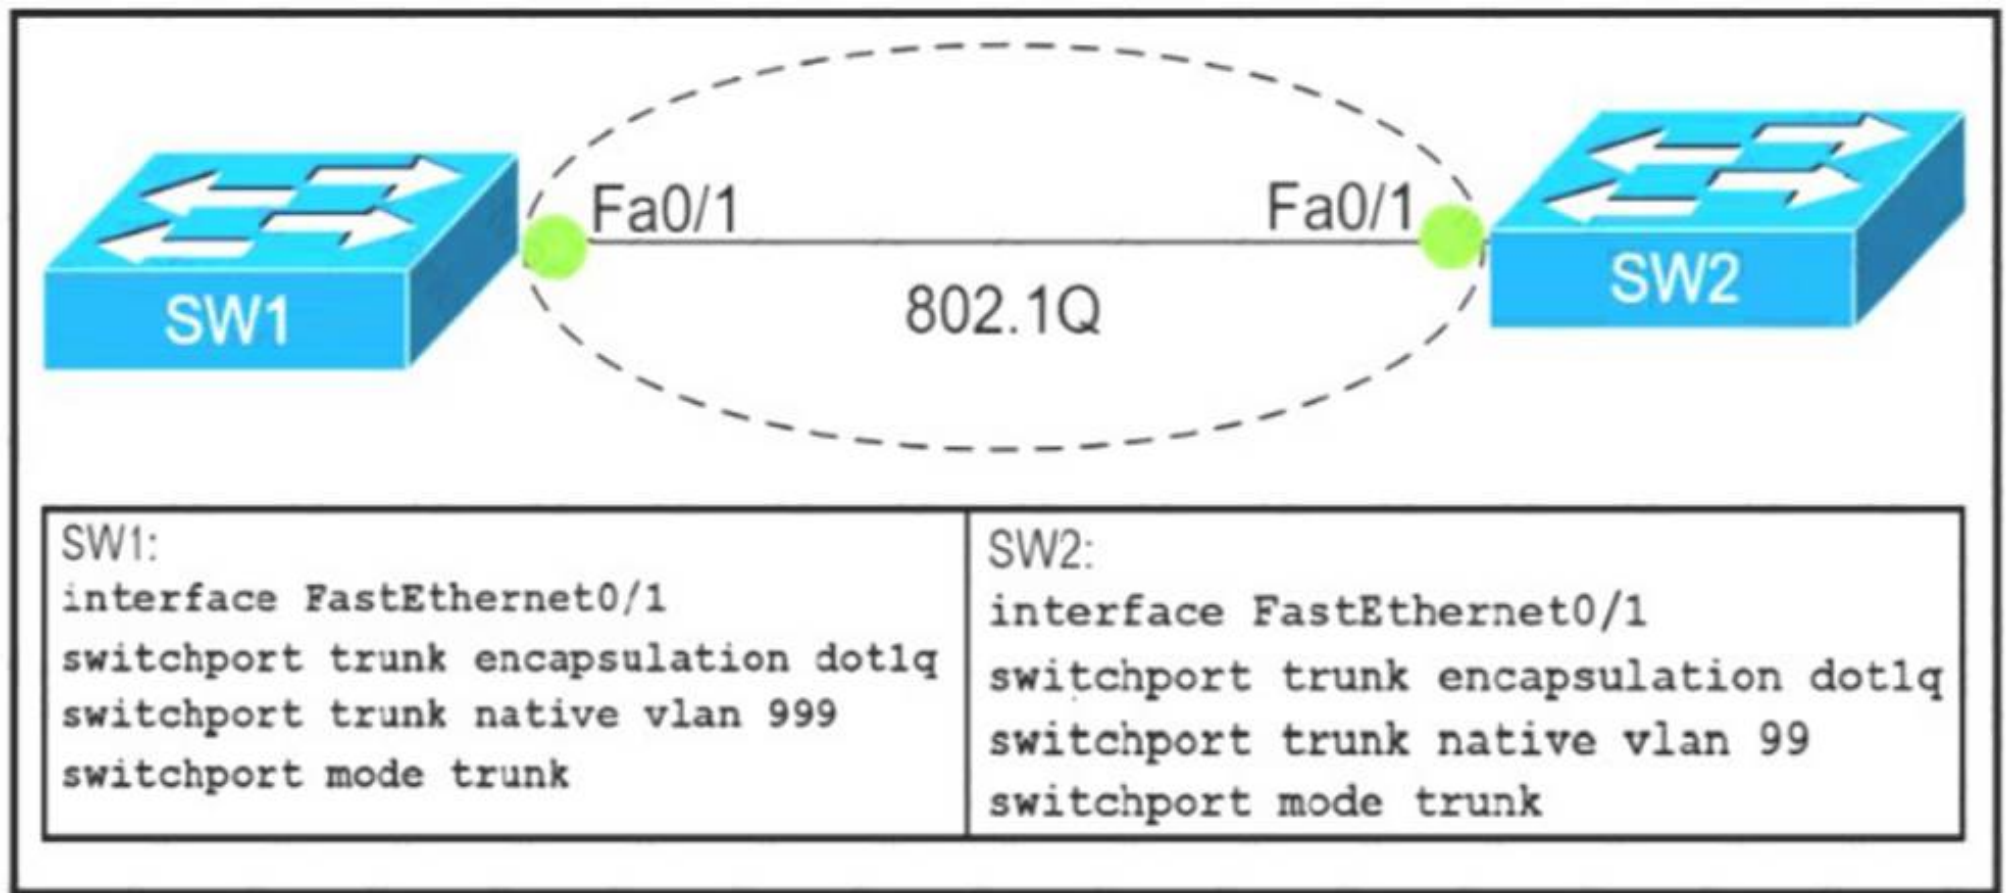 Fa0/1
Fa0/1
802.1Q
SW1
SW2
SW1:
interface FastEthernet0/1
switchport trunk encapsulation dot1q
switchport trunk native vlan 999
switchport mode trunk
SW2:
interface FastEthernet0/1
switchport trunk encapsulation dot1q
switchport trunk native vlan 99
switchport mode trunk